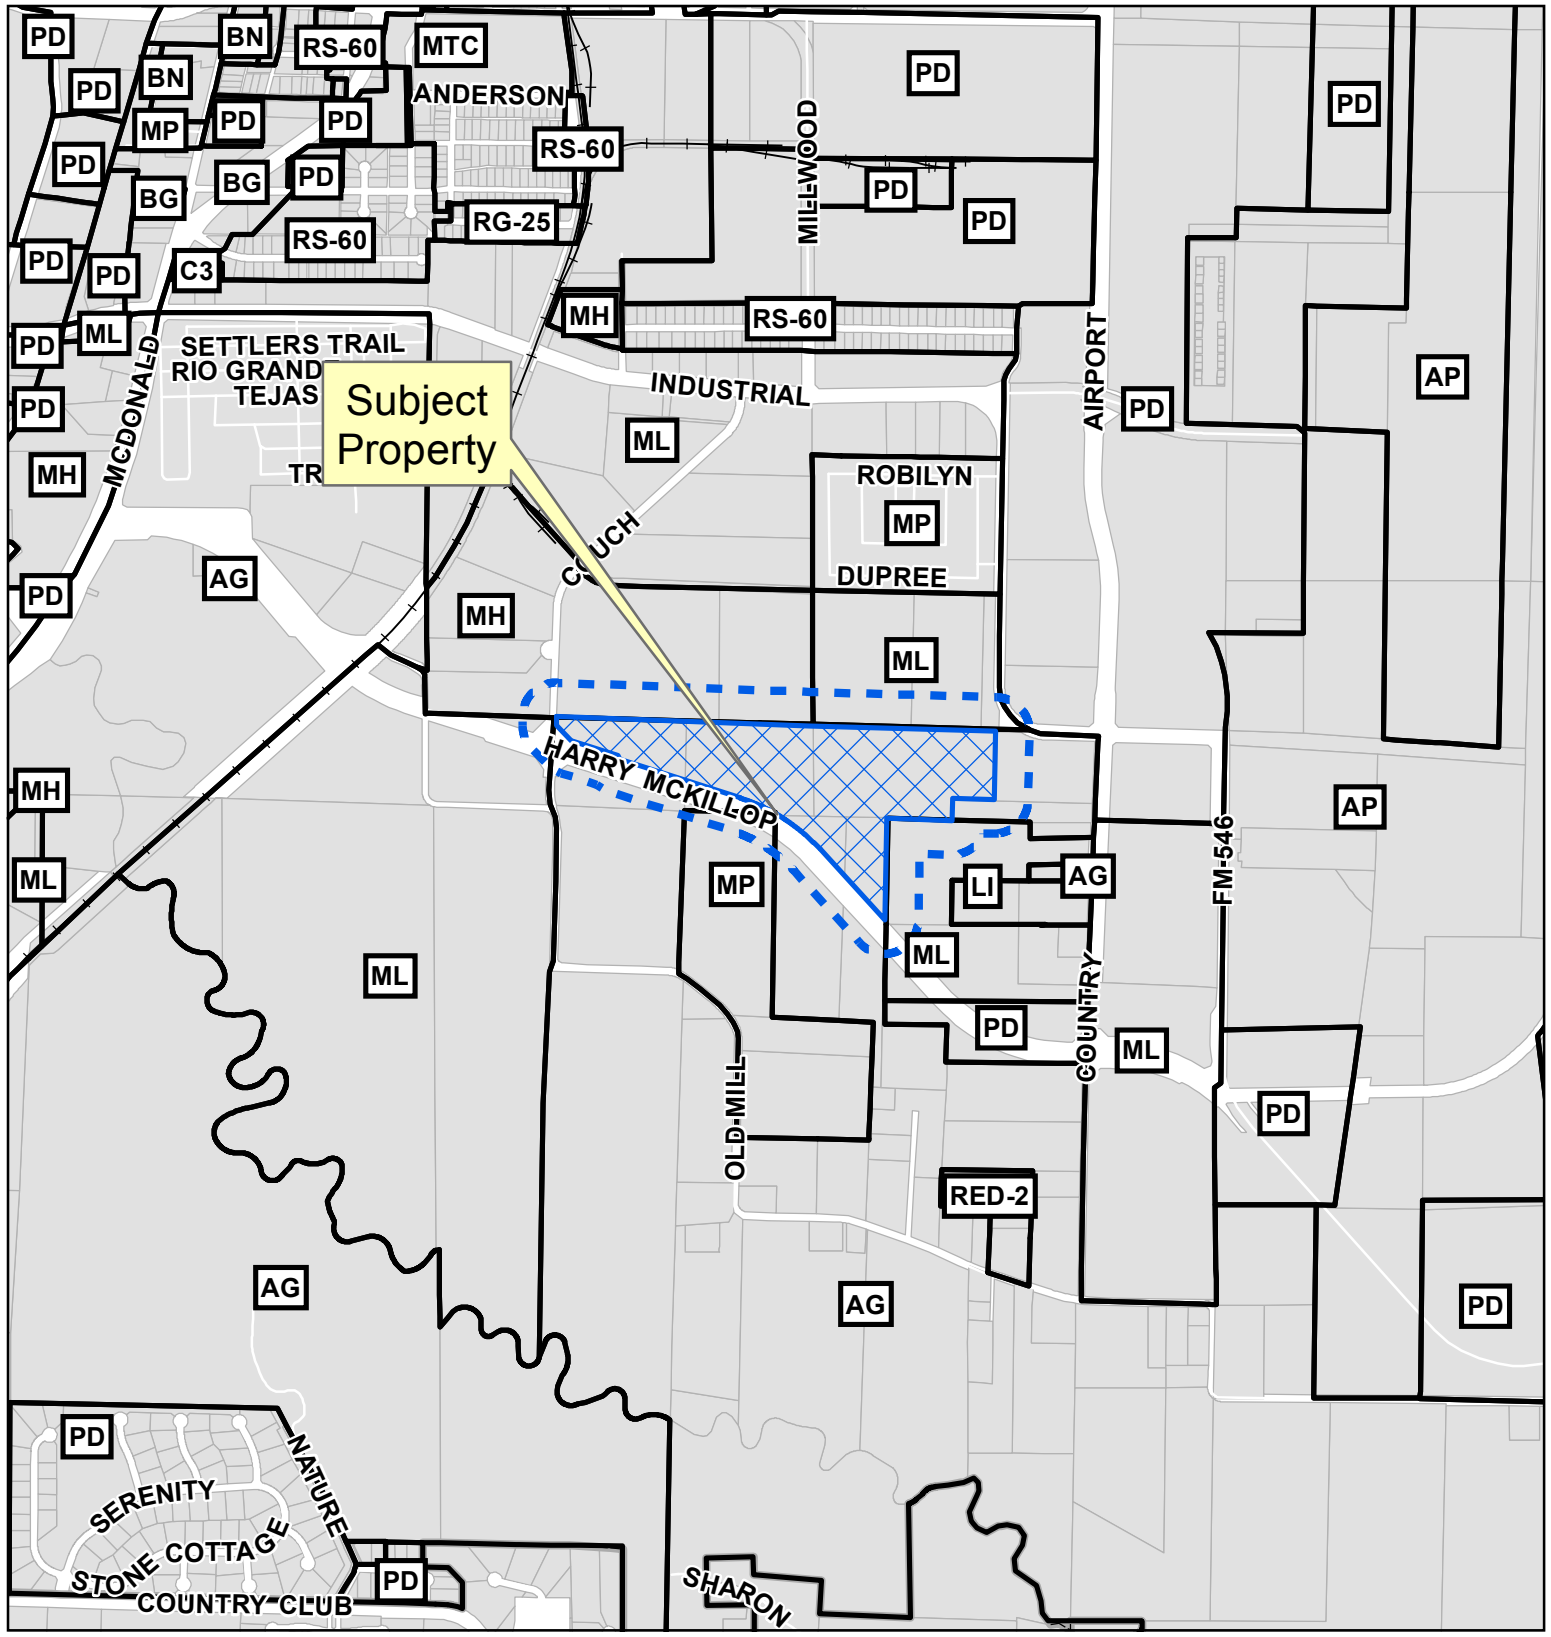 PD
BN
RS-60
MTC
PD
BN
PD
PD
ANDERSON
PD
MP
PD
PD
RS-60
MILLWOOD
PD
BG
BG
PD
PD
RS-60
RG-25
PD
PD
PD
C3
MH
RS-60
ML
PD
SETTLERS TRAIL
RIO GRAND
TEJAS
TR
MCDONALD
Subject
Property
INDUSTRIAL
AIRPORT
PD
AP
PD
ML
MH
ROBILYN
MP
DUPREE
COUCH
AG
PD
MH
ML
HARRY MCKILLOP
MH
AP
FM-546
ML
MP
LI
AG
ML
ML
COUNTRY
PD
ML
OLD MILL
PD
RED-2
AG
AG
PD
PD
NATURE
SERENITY
STONE COTTAGE
PD
COUNTRY CLUB
SHARON